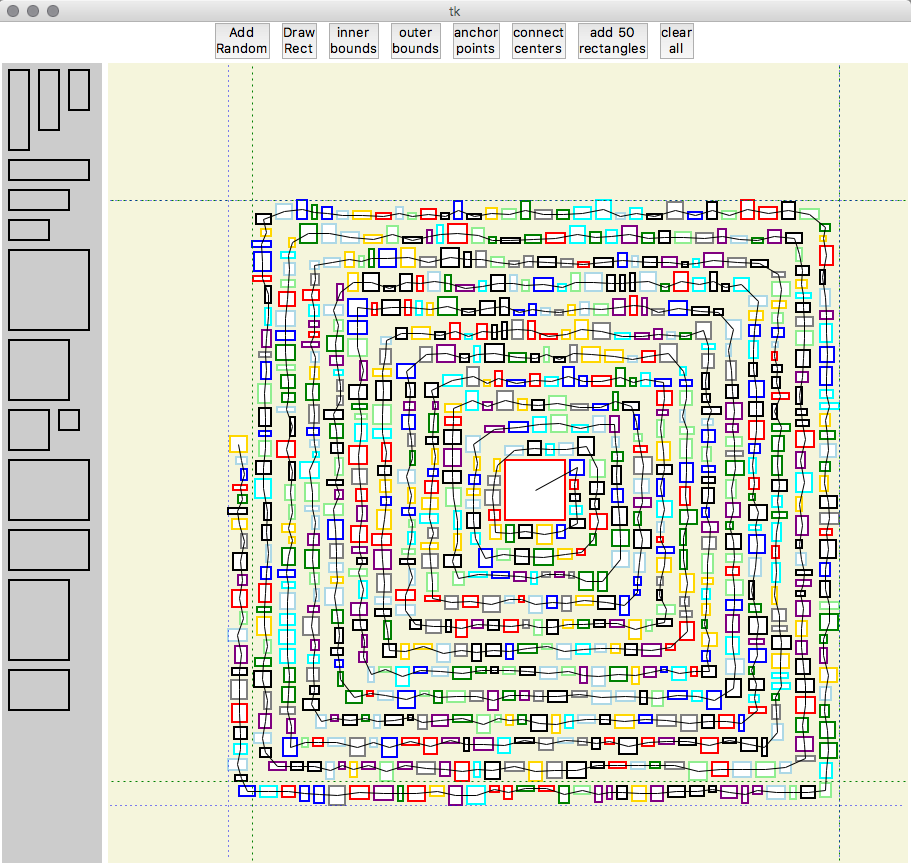 tk
Add Random
Draw Rect
inner bounds
outer bounds
anchor points
connect centers
add 50 rectangles
clear all